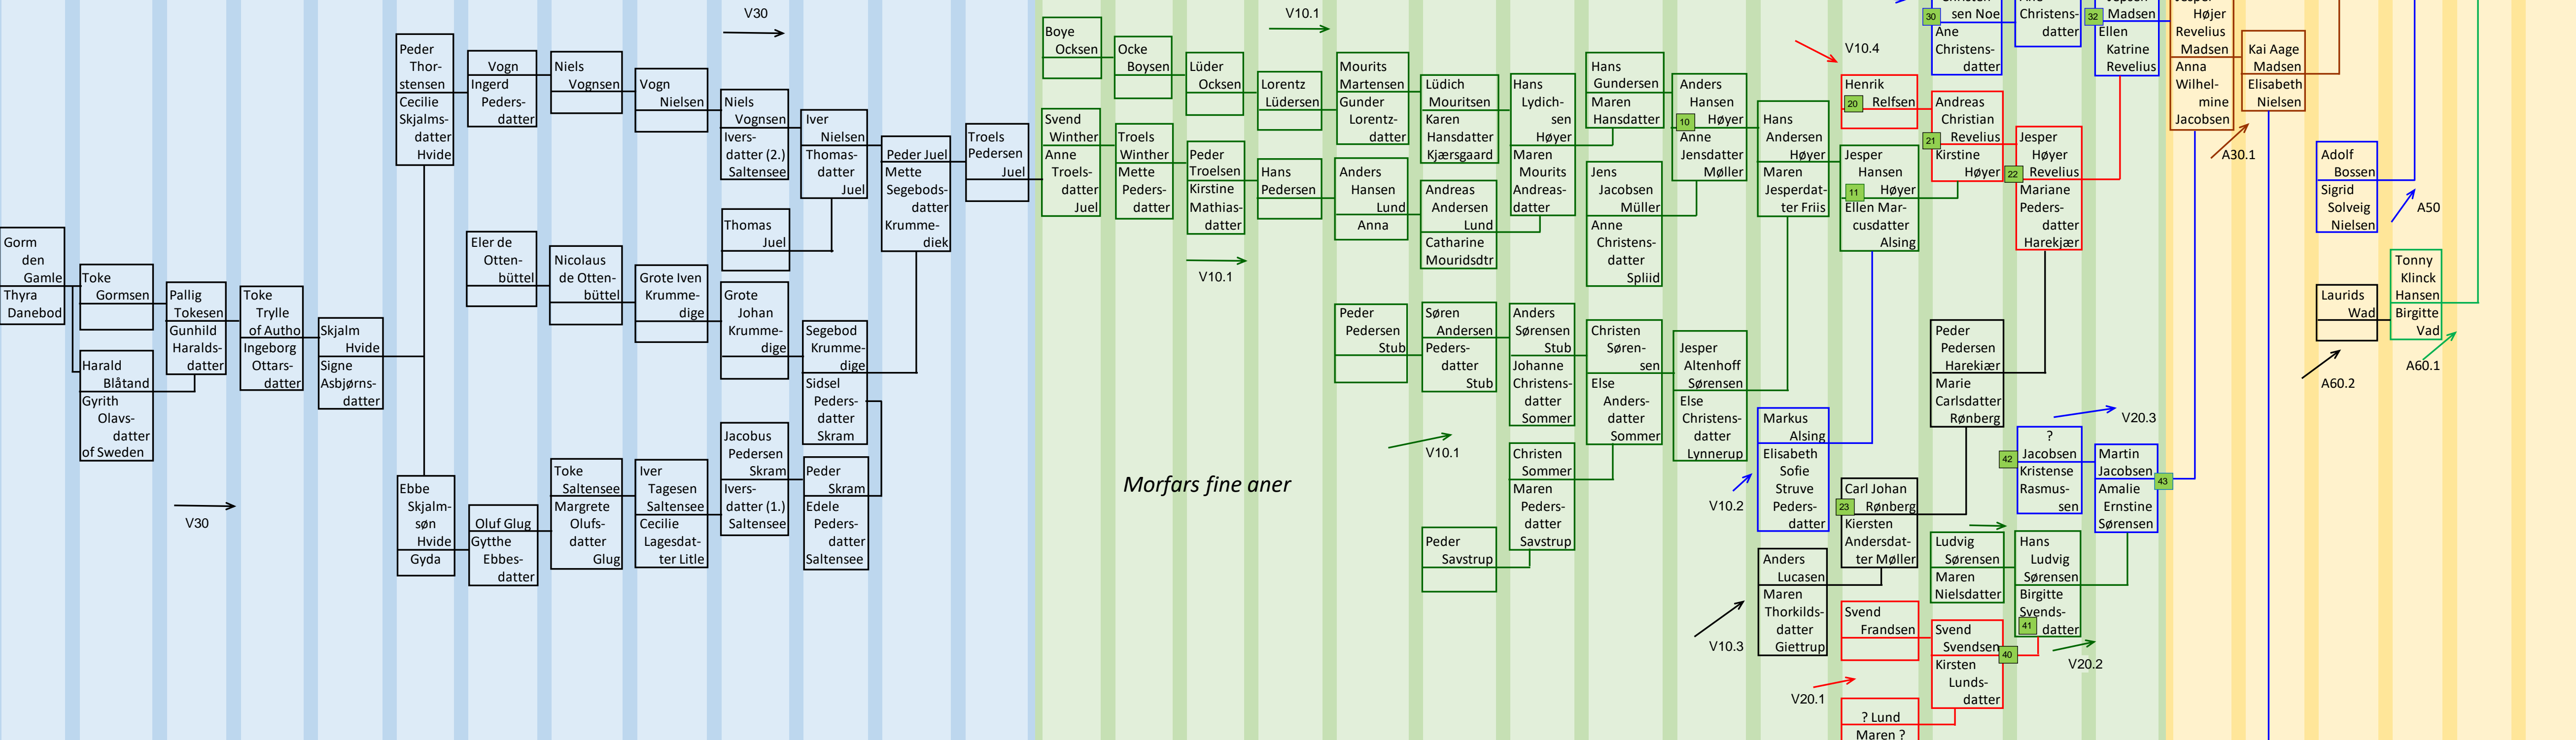 Gorm
den
Gamle
Thyra
Danebod
Toke
Gormsen
Harald
Blåtand
Gyrith
Olavs-
datter
of Sweden
V30
Pallig
Tokesen
Gunhild
Haralds-
datter
Toke
Trylle
of Autho
Ingeborg
Ottars-
datter
Skjalm
Hvide
Signe
Asbjørns-
datter
Peder
Thor-
stensen
Cecilie
Skjalms-
datter
Hvide
Ebbe
Skjalm-
søn
Hvide
Gyda
Vogn
Ingerd
Peders-
datter
Eler de
Otten-
büttel
Oluf Glug
Gytthe
Ebbes-
datter
Niels
Vognsen
Nicolaus
de Otten-
büttel
Toke
Saltensee
Margrete
Olufs-
datter
Glug
Vogn
Nielsen
Grote Iven
Krumme-
dige
Iver
Tagesen
Saltensee
Cecilie
Lagesdat-
ter Litle
V30
Niels
Vognsen
Ivers-
datter (2.)
Saltensee
Thomas
Juel
Grote
Johan
Krumme-
dige
Jacobus
Pedersen
Skram
Ivers-
datter (1.)
Saltensee
Iver
Nielsen
Thomas-
datter
Juel
Segebod
Krumme-
dige
Sidsel
Peders-
datter
Skram
Peder
Skram
Edele
Peders-
datter
Saltensee
Peder Juel
Mette
Segebods-
datter
Krumme-
diek
Troels
Pedersen
Juel
Boye
Ocksen
Svend
Winther
Anne
Troels-
datter
Juel
Ocke
Boysen
Troels
Winther
Mette
Peders-
datter
Lüder
Ocksen
Peder
Troelsen
Kirstine
Mathias-
datter
V10.1
V10.1
Lorentz
Lüdersen
Hans
Pedersen
Morfars fine aner
Mourits
Martensen
Gunder
Lorentz-
datter
Anders
Hansen
Lund
Anna
Peder
Pedersen
Stub
V10.1
Lüdich
Mouritsen
Karen
Hansdatter
Kjærsgaard
Andreas
Andersen
Lund
Catharine
Mouridsdtr
Søren
Andersen
Peders-
datter
Stub
Peder
Savstrup
Hans
Lydich-
sen
Høyer
Maren
Mourits
Andreas-
datter
Anders
Sørensen
Stub
Johanne
Christens-
datter
Sommer
Christen
Sommer
Maren
Peders-
datter
Savstrup
Hans
Gundersen
Maren
Hansdatter
Jens
Jacobsen
Müller
Anne
Christens-
datter
Spliid
Christen
Søren-
sen
Else
Anders-
datter
Sommer
Anders
Hansen
10 Høyer
Anne
Jensdatter
Møller
Jesper
Altenhoff
Sørensen
Else
Christens-
datter
Lynnerup
V10.2
V10.3
Hans
Andersen
Høyer
Maren
Jesperdat-
ter Friis
Markus
Alsing
Elisabeth
Sofie
Struve
Peders-
datter
Anders
Lucasen
Maren
Thorkilds-
datter
Giettrup
V20.1
V10.4
Henrik
20 Relfsen
Jesper
Hansen
11 Høyer
Ellen Mar-
cusdatter
Alsing
Carl Johan
23 Rønberg
Kiersten
Andersdat-
ter Møller
Svend
Frandsen
? Lund
Maren ?
30 sen Noe
Ane
Christens-
datter
Andreas
Christian
21 Revelius
Kirstine
Høyer
Peder
Pedersen
Harekiær
Marie
Carlsdatter
Rønberg
Ludvig
Sørensen
Maren
Nielsdatter
Svend
Svendsen
40
Kirsten
Lunds-
datter
Christens-
datter
Jesper
Høyer
22 Revelius
Mariane
Peders-
datter
Harekjær
V20.3
?
42 Jacobsen
Kristense
Rasmus-
sen
Hans
Ludvig
Sørensen
Birgitte
Svends-
41 datter
V20.2
32 Madsen
Ellen
Katrine
Revelius
Martin
Jacobsen
43
Amalie
Ernstine
Sørensen
Højer
Revelius
Madsen
Anna
Wilhel-
mine
Jacobsen
Kai Aage
Madsen
Elisabeth
Nielsen
A30.1
Adolf
Bossen
Sigrid
Solveig
Nielsen
A50
Laurids
Wad
A60.2
Tonny
Klinck
Hansen
Birgitte
Vad
A60.1